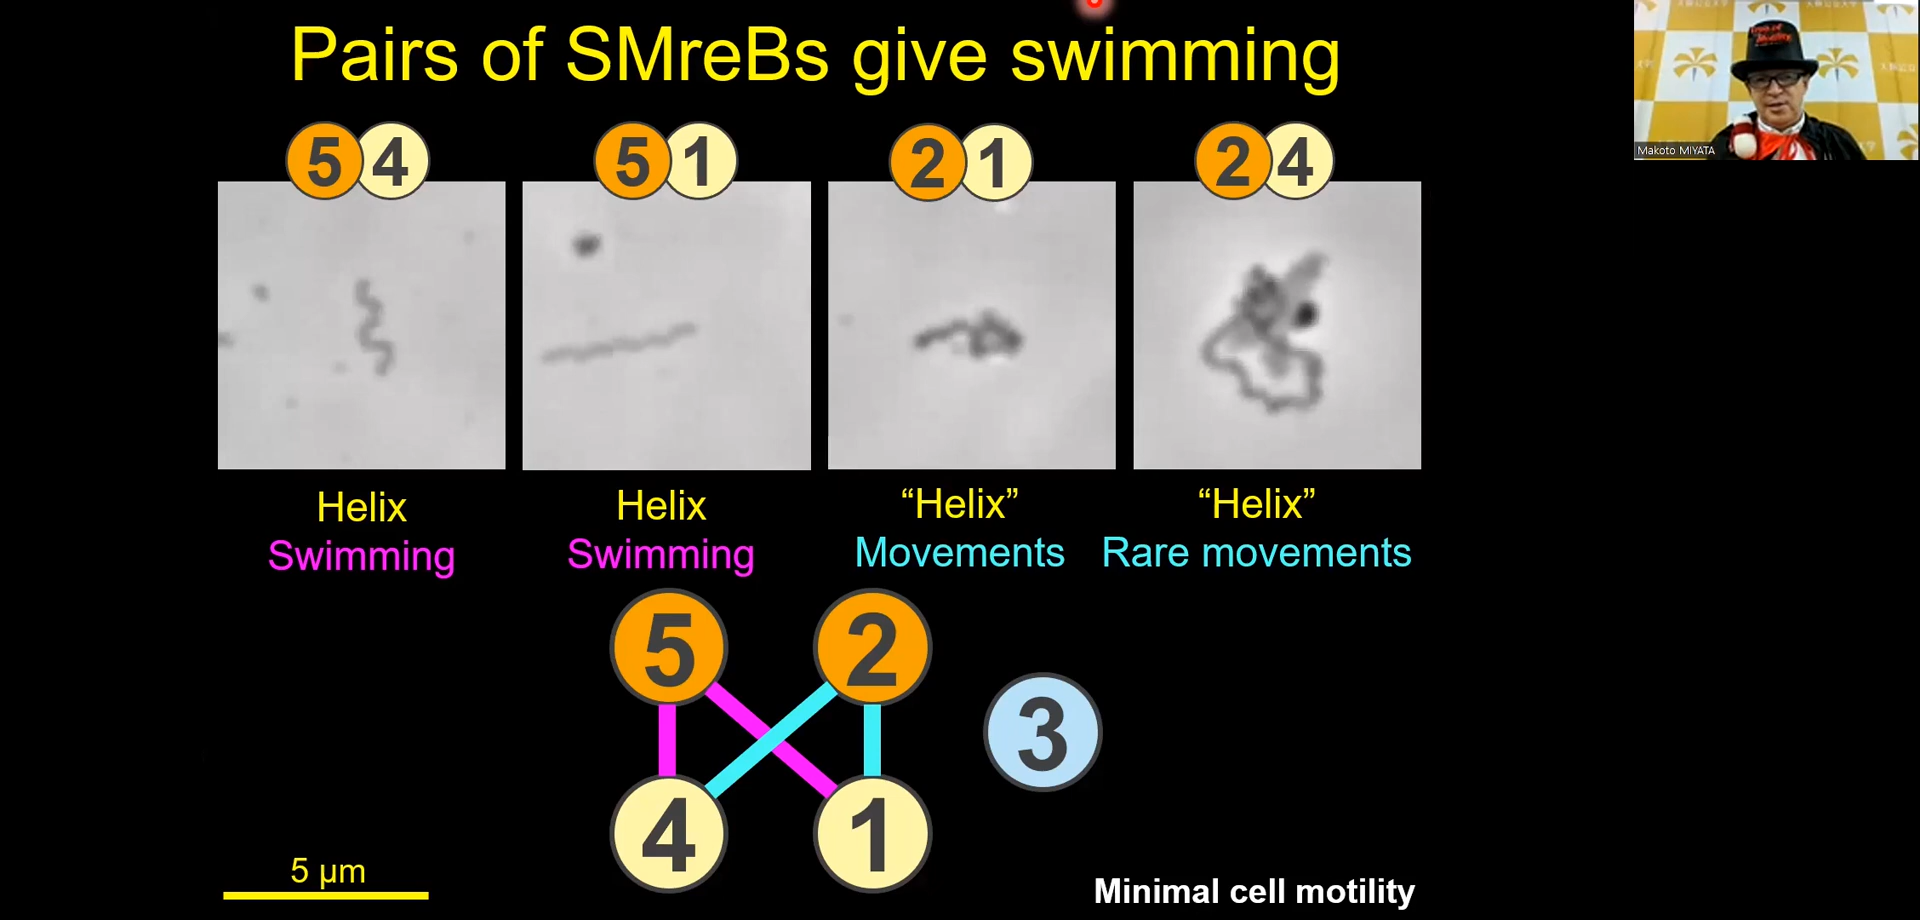 Pairs of SMreBs give swimming
Makoto MIYATA
5 4
5 1
2 1
2 4
Helix
Swimming
Helix
Swimming
“Helix”
Movements
“Helix”
Rare movements
5 2
3
4 1
5 μm
Minimal cell motility